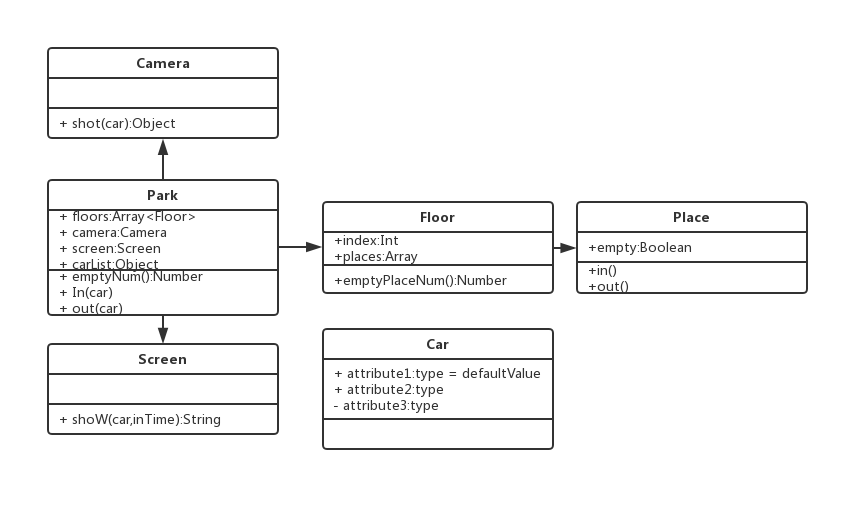 Camera
+ shot(car):Object
Park
+ floors:Array<Floor>
+ camera:Camera
+ screen:Screen
+ carList:Object
+ emptyNum():Number
+ In(car)
+ out(car)
Floor
+index:Int
+places:Array
+emptyPlaceNum():Number
Place
+empty:Boolean
+in()
+out()
Screen
+ shoW(car,inTime):String
Car
+ attribute1:type = defaultValue
+ attribute2:type
- attribute3:type